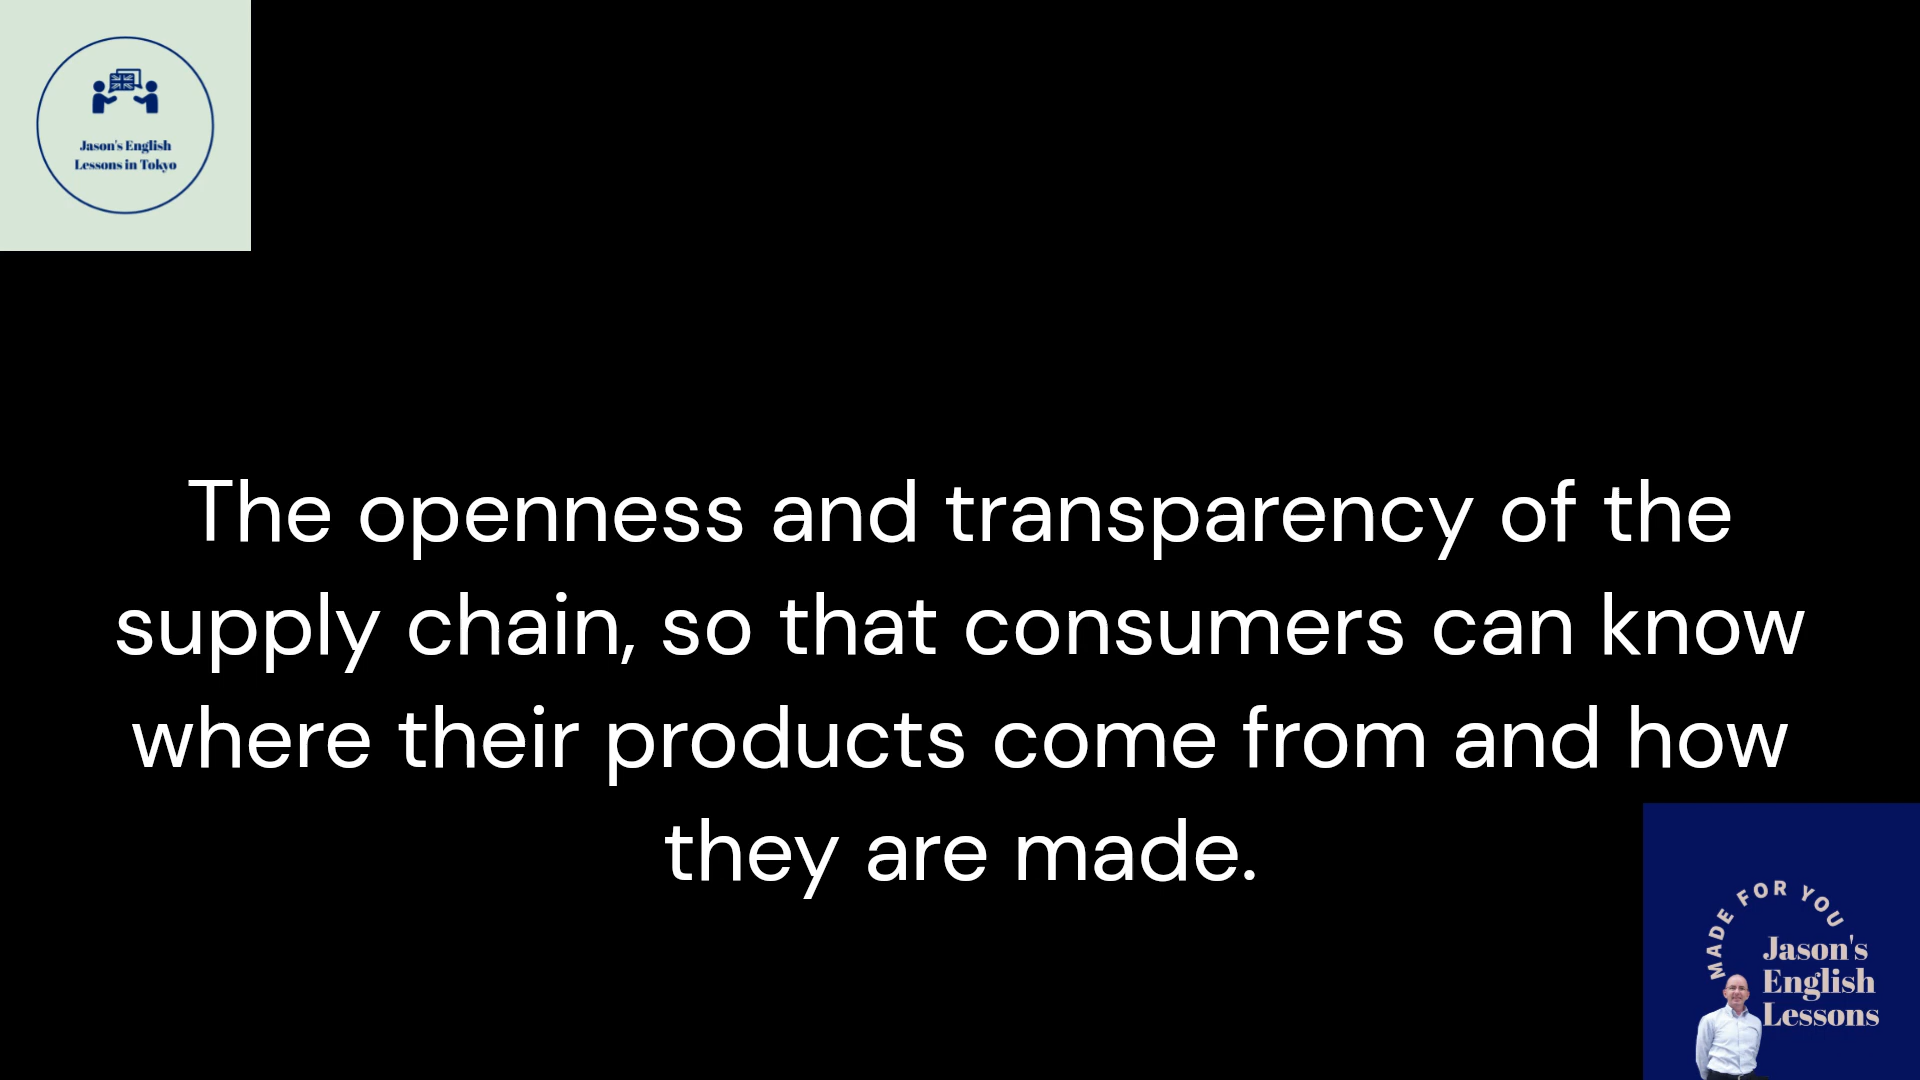 Jason's English
Lessons in Tokyo
The openness and transparency of the
supply chain, so that consumers can know
where their products come from and how
they are made.
MADE FOR YOU
Jason's
English
Lessons